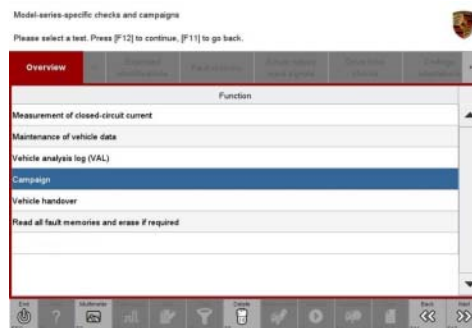 Model-series-specific checks and campaigns
Please select a test. Press [F12] to continue, [F11] to go back.
Overview
Function
Measurement of closed-circuit current
Maintenance of vehicle data
Vehicle analysis log (VAL)
Campaign
Vehicle handover
Read all fault memories and erase if required
End
?
Multimeter
Delete
Back
Next